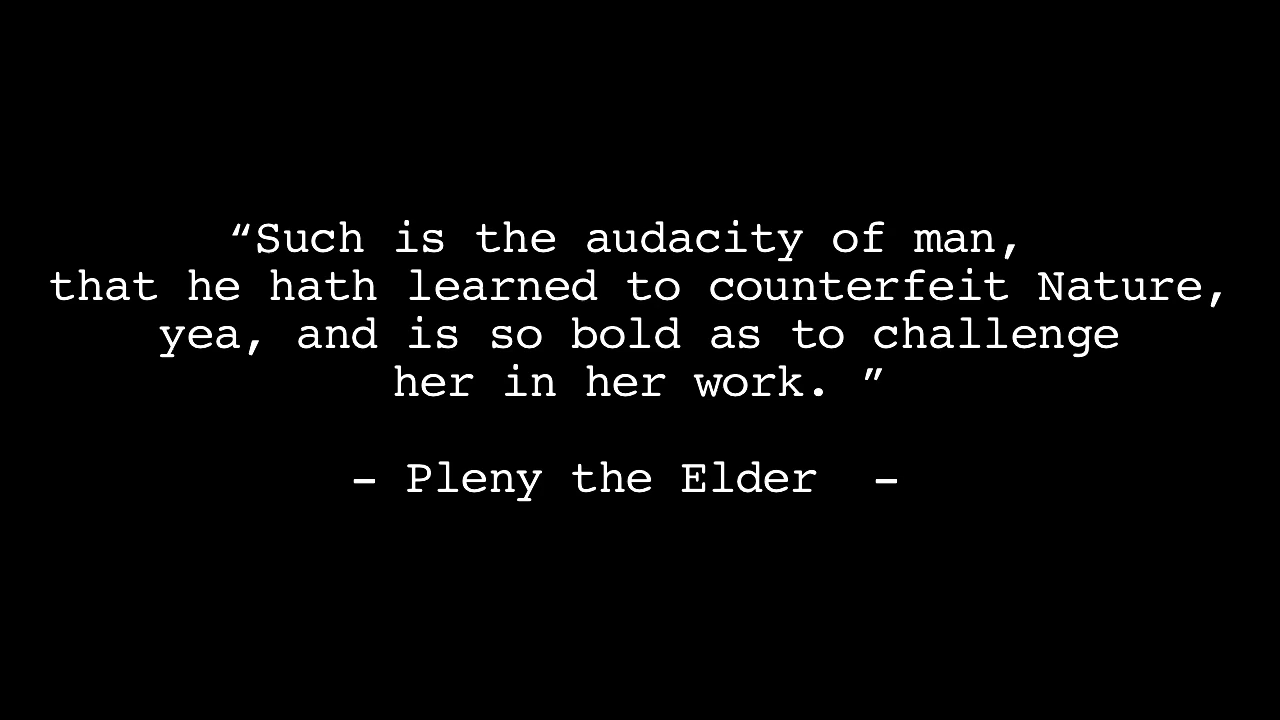 “Such is the audacity of man,
that he hath learned to counterfeit Nature,
yea, and is so bold as to challenge
her in her work. ”
- Pleny the Elder  -